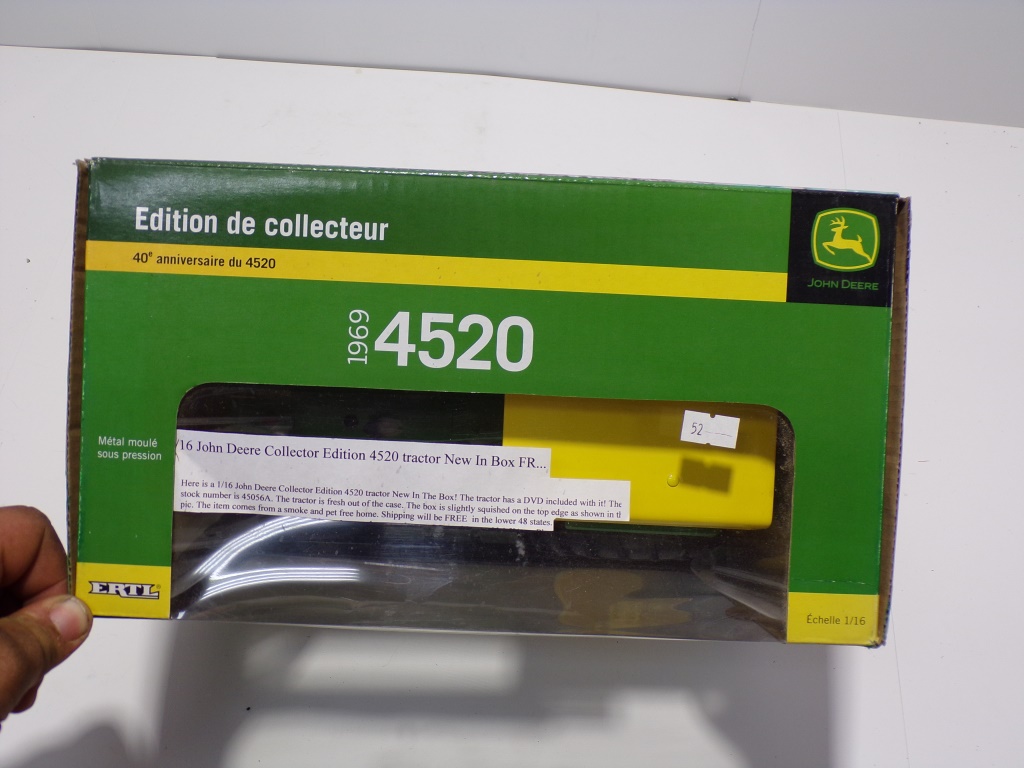 Edition de collecteur
40e anniversaire du 4520
JOHN DEERE
1969 4520
Métal moulé
sous pression
52
/16 John Deere Collector Edition 4520 tractor New In Box FR...
Here is a 1/16 John Deere Collector Edition 4520 tractor New In The Box! The tractor has a DVD included with it! The
stock number is 45056A. The tractor is fresh out of the case. The box is slightly squished on the top edge as shown in
pic. The item comes from a smoke and pet free home. Shipping will be FREE in the lower 48 states.
ERTL
Échelle 1/16